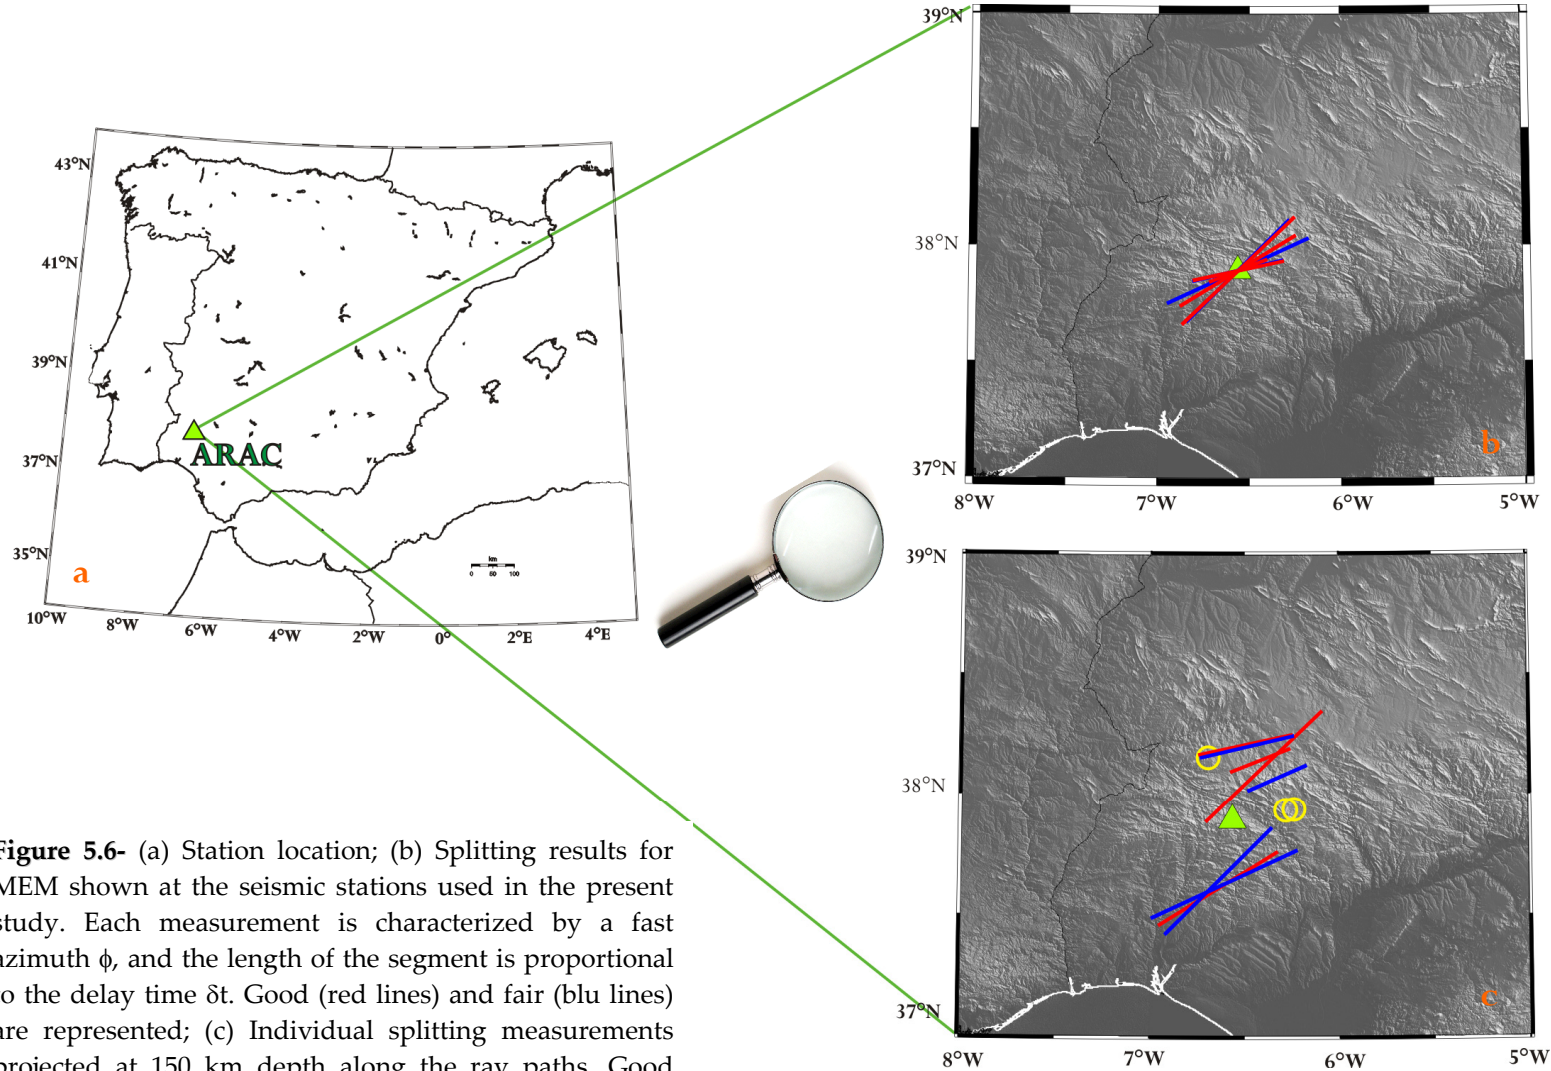 39°N
43°N
41°N
39°N
37°N
35°N
10°W
8°W
6°W
4°W
2°W
0°
2°E
4°E
ARAC
a
km
0 50 100
38°N
37°N
8°W
7°W
6°W
5°W
b
39°N
38°N
37°N
8°W
7°W
6°W
5°W
c
Figure 5.6- (a) Station location; (b) Splitting results for
MEM shown at the seismic stations used in the present
study. Each measurement is characterized by a fast
azimuth ϕ, and the length of the segment is proportional
to the delay time δt. Good (red lines) and fair (blu lines)
are represented; (c) Individual splitting measurements
projected at 150 km depth along the ray paths. Good